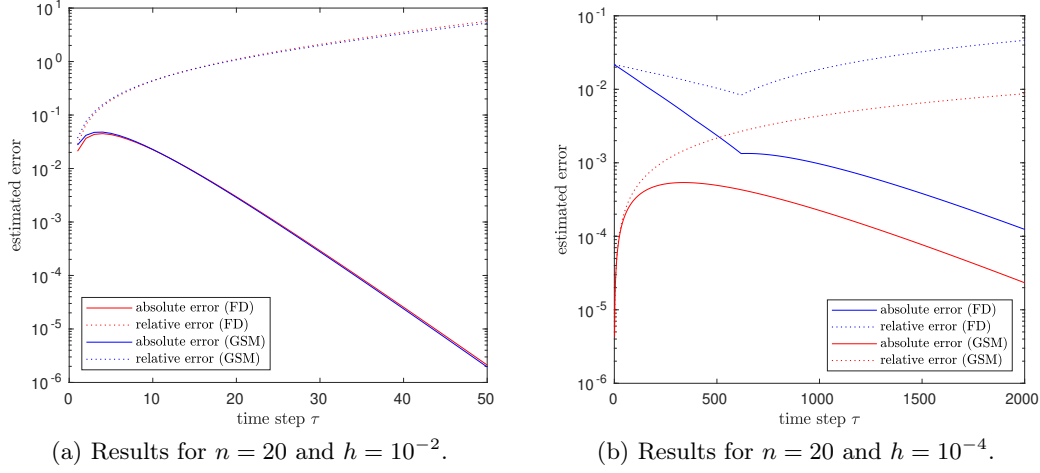 10^1
10^0
10^{-1}
10^{-2}
10^{-3}
10^{-4}
10^{-5}
10^{-6}
estimated error
0 10 20 30 40 50
time step τ
absolute error (FD)
relative error (FD)
absolute error (GSM)
relative error (GSM)
(a) Results for n = 20 and h = 10^{-2}.
10^{-1}
10^{-2}
10^{-3}
10^{-4}
10^{-5}
10^{-6}
estimated error
0 500 1000 1500 2000
time step τ
absolute error (FD)
relative error (FD)
absolute error (GSM)
relative error (GSM)
(b) Results for n = 20 and h = 10^{-4}.